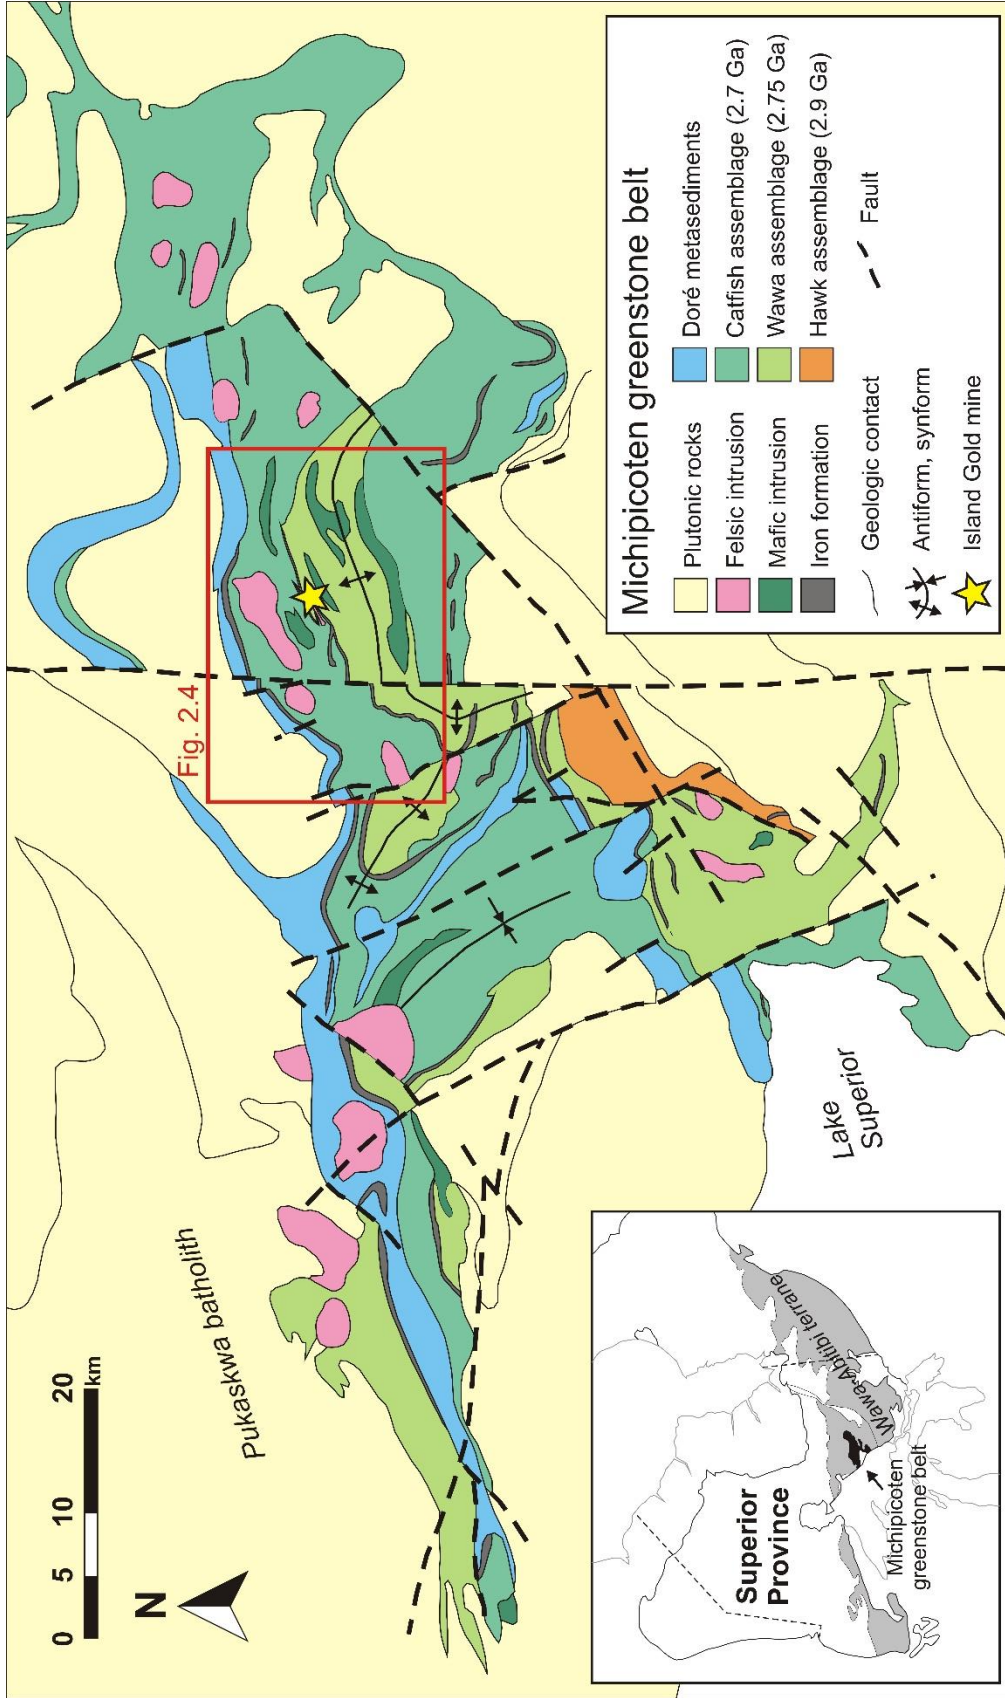 0 5 10 20
km
N
Pukaskwa batholith
Fig. 2.4
Lake
Superior
Superior
Province
Wawa-Abitibi terrane
Michipicoten
greenstone belt
Michipicoten greenstone belt
Plutonic rocks
Felsic intrusion
Mafic intrusion
Iron formation
Doré metasediments
Catfish assemblage (2.7 Ga)
Wawa assemblage (2.75 Ga)
Hawk assemblage (2.9 Ga)
Geologic contact
Fault
Antiform, synform
Island Gold mine